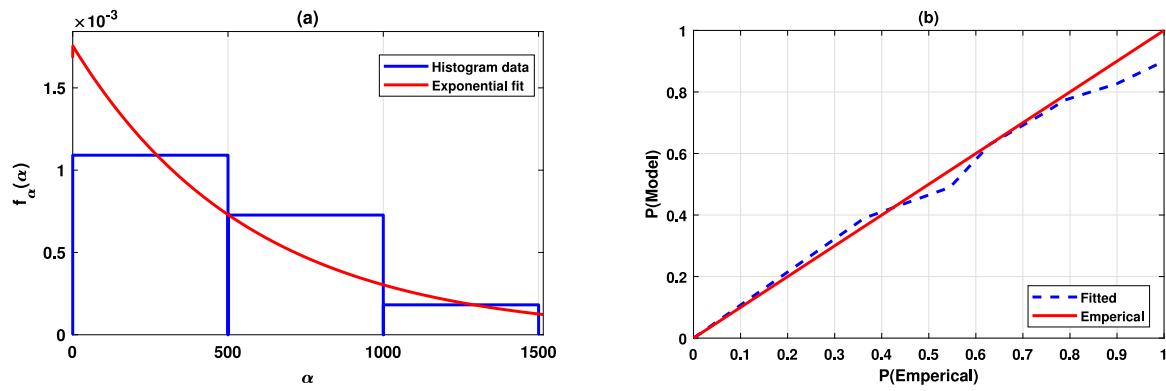 (a)
×10⁻³
1.5
1
0.5
0
0 500 1000 1500
f_α(α)
α
Histogram data
Exponential fit
(b)
1
0.8
0.6
0.4
0.2
0
0 0.1 0.2 0.3 0.4 0.5 0.6 0.7 0.8 0.9 1
P(Model)
P(Emperical)
Fitted
Emperical